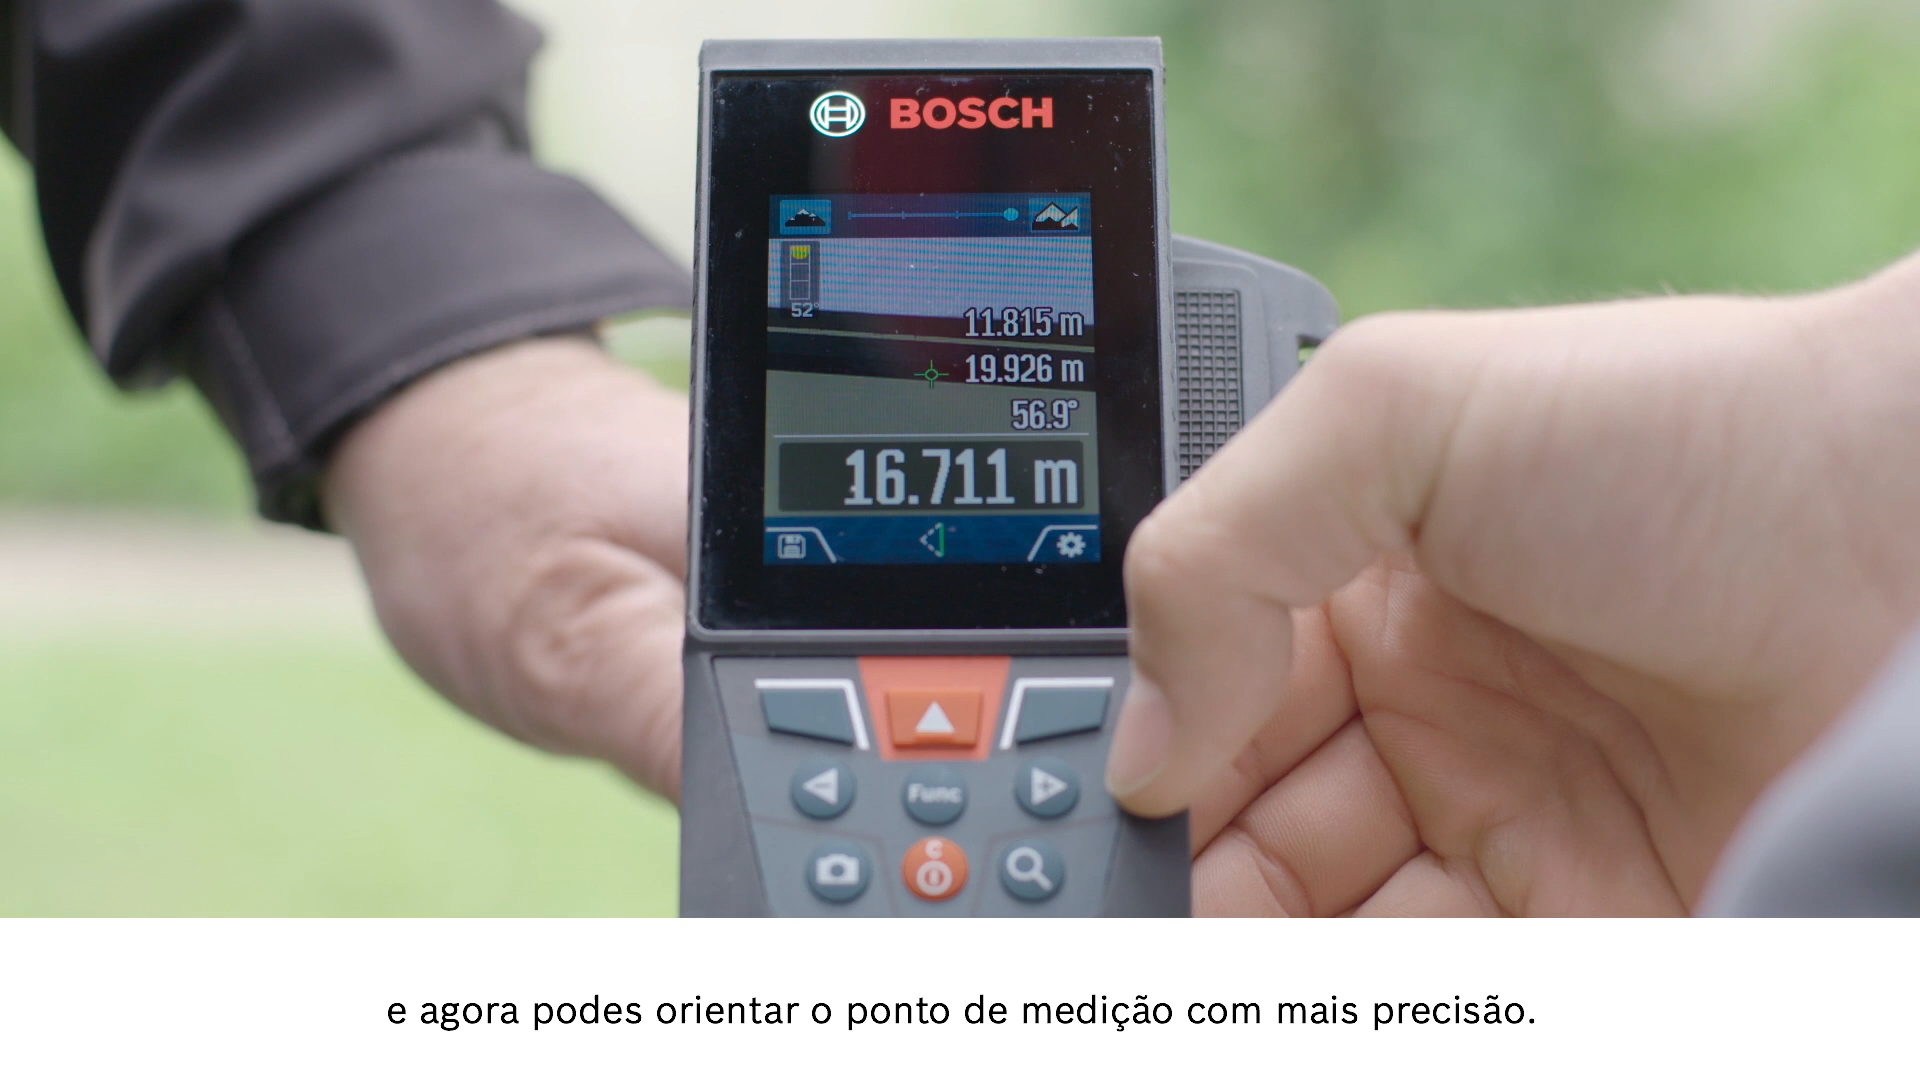 BOSCH
52°
11.815 m
19.926 m
56.9°
16.711 m
Func
C
e agora podes orientar o ponto de medição com mais precisão.